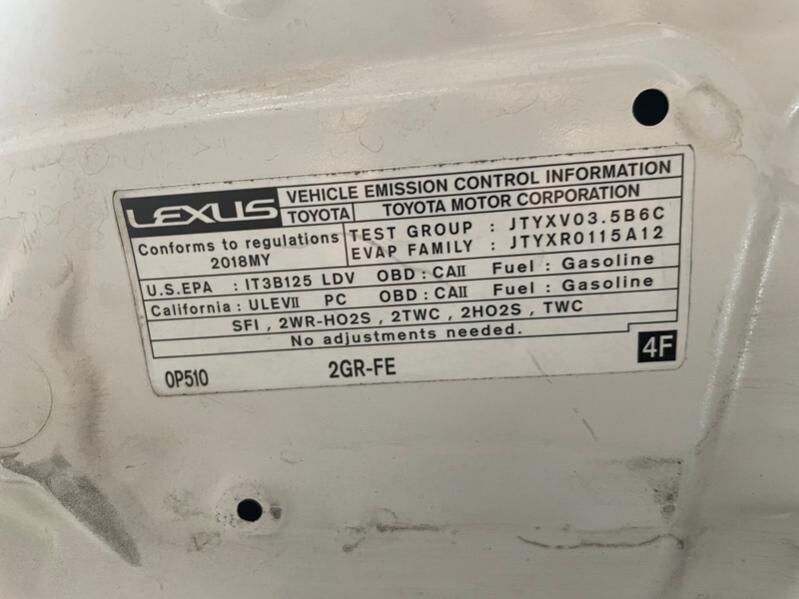 LEXUS VEHICLE EMISSION CONTROL INFORMATION
TOYOTA TOYOTA MOTOR CORPORATION
Conforms to regulations
2018MY
TEST GROUP : JTYXV03.5B6C
EVAP FAMILY : JTYXR0115A12
U.S.EPA : IT3B125 LDV OBD : CAII Fuel : Gasoline
California : ULEVII PC OBD : CAII Fuel : Gasoline
SFI , 2WR-HO2S , 2TWC , 2HO2S , TWC
No adjustments needed.
0P510 2GR-FE 4F